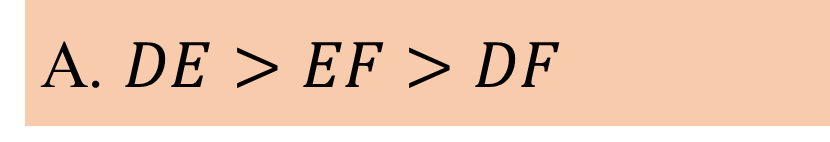 A. DE > EF > DF